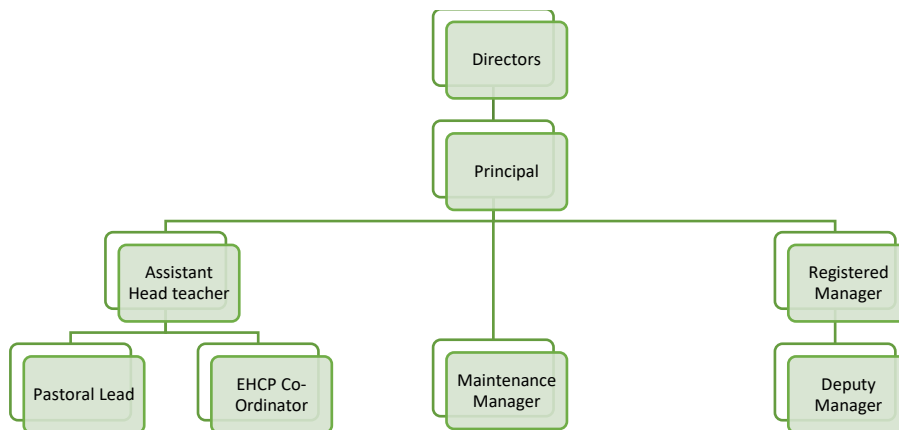 Directors
Principal
Assistant
Head teacher
Registered
Manager
Pastoral Lead
EHCP Co-
Ordinator
Maintenance
Manager
Deputy
Manager